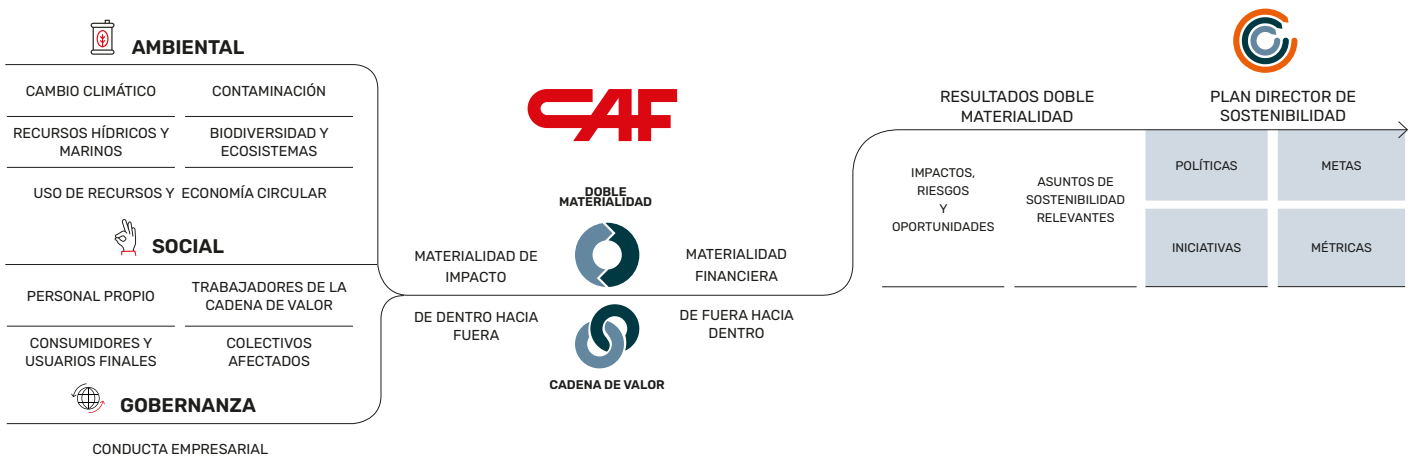 AMBIENTAL
CAMBIO CLIMÁTICO
CONTAMINACIÓN
RECURSOS HÍDRICOS Y
MARINOS
BIODIVERSIDAD Y
ECOSISTEMAS
USO DE RECURSOS Y ECONOMÍA CIRCULAR
SOCIAL
PERSONAL PROPIO
TRABAJADORES DE LA
CADENA DE VALOR
CONSUMIDORES Y
USUARIOS FINALES
COLECTIVOS
AFECTADOS
GOBERNANZA
CONDUCTA EMPRESARIAL
CAF
DOBLE
MATERIALIDAD
MATERIALIDAD DE
IMPACTO
MATERIALIDAD
FINANCIERA
DE DENTRO HACIA
FUERA
DE FUERA HACIA
DENTRO
CADENA DE VALOR
RESULTADOS DOBLE
MATERIALIDAD
IMPACTOS,
RIESGOS
Y
OPORTUNIDADES
ASUNTOS DE
SOSTENIBILIDAD
RELEVANTES
PLAN DIRECTOR DE
SOSTENIBILIDAD
POLÍTICAS
METAS
INICIATIVAS
MÉTRICAS